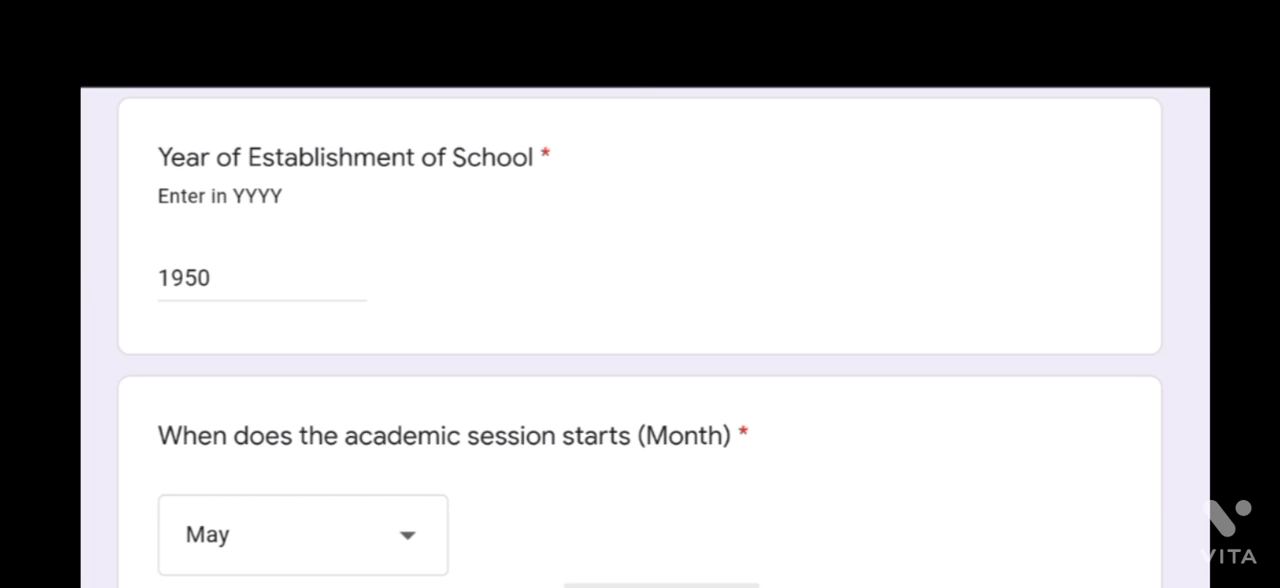 Year of Establishment of School *
Enter in YYYY
1950
When does the academic session starts (Month) *
May
VITA